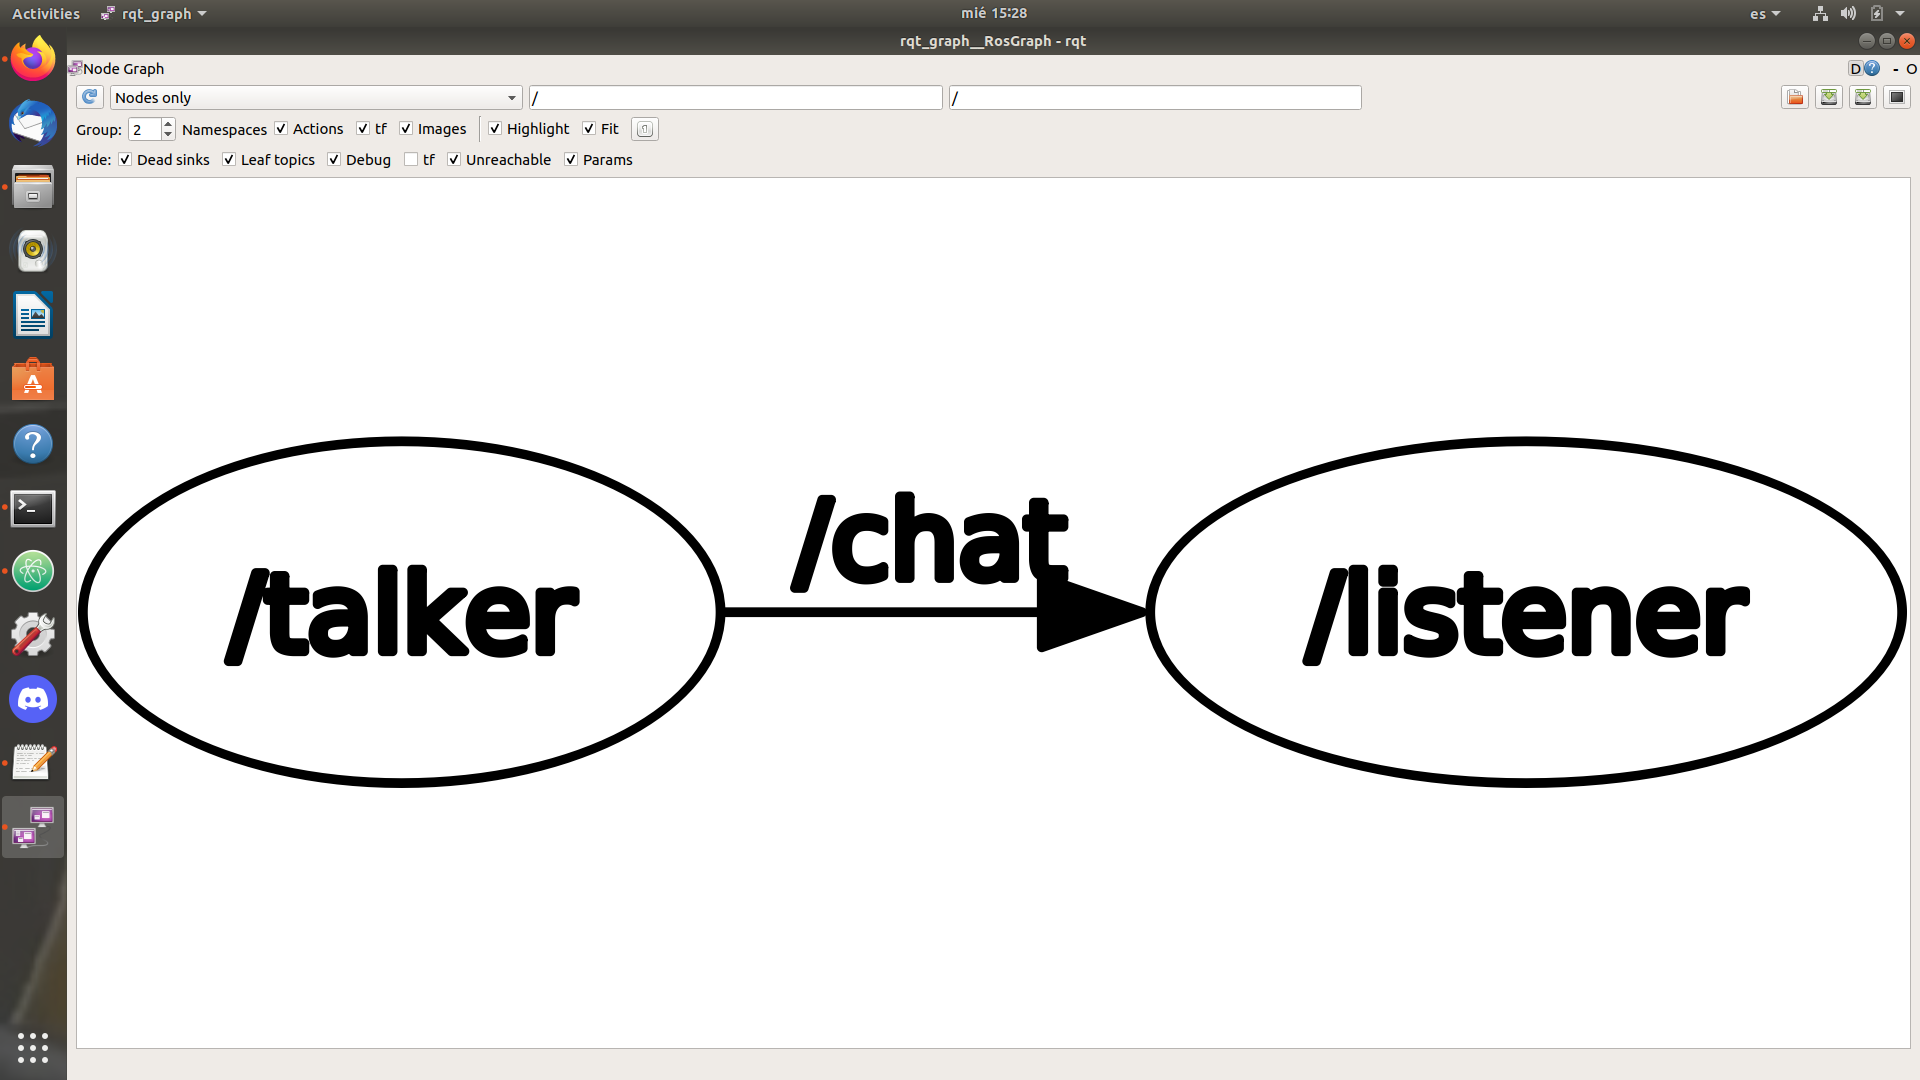 Activities rqt_graph mié 15:28 es
rqt_graph__RosGraph - rqt
Node Graph D ? - O
Nodes only / /
Group: 2 Namespaces Actions tf Images Highlight Fit
Hide: Dead sinks Leaf topics Debug tf Unreachable Params
/chat
/talker /listener